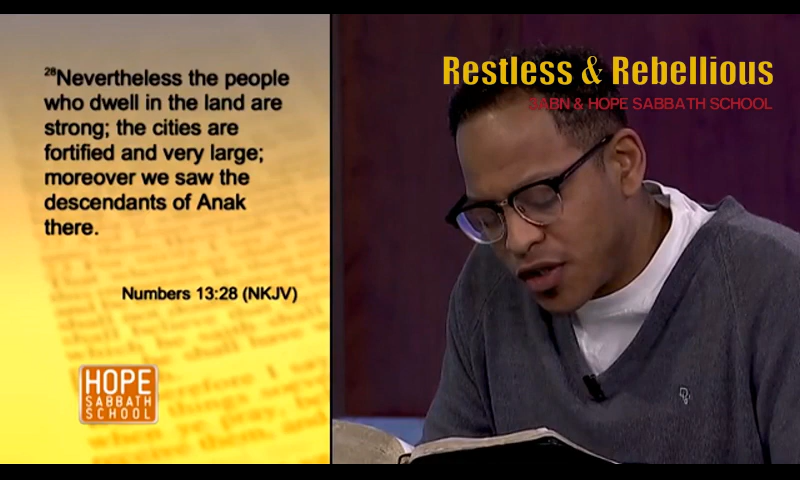 28Nevertheless the people
who dwell in the land are
strong; the cities are
fortified and very large;
moreover we saw the
descendants of Anak
there.
Numbers 13:28 (NKJV)
HOPE
SABBATH
SCHOOL
Restless & Rebellious
3ABN & HOPE SABBATH SCHOOL